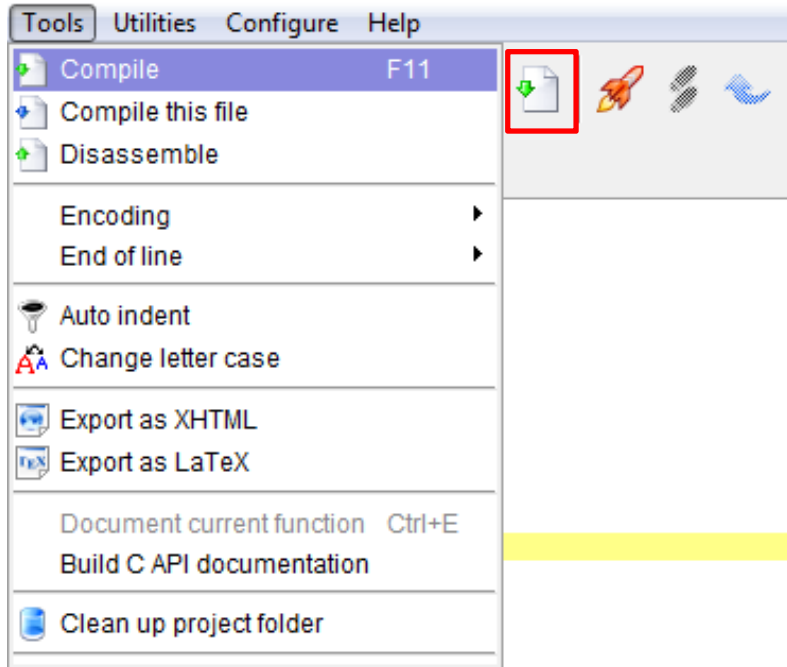 Tools Utilities Configure Help
Compile F11
Compile this file
Disassemble
Encoding
End of line
Auto indent
Change letter case
Export as XHTML
Export as LaTeX
Document current function Ctrl+E
Build C API documentation
Clean up project folder